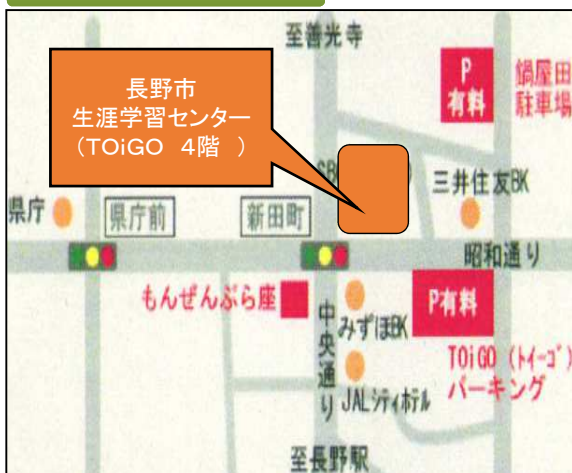 至善光寺
長野市
生涯学習センター
(TOiGO 4階 )
P
有料
鍋屋田
駐車場
三井住友BK
県庁
県庁前
新田町
昭和通り
もんぜんぷら座
中央通り
みずほBK
P有料
JALシティホテル
TOiGO (トイーゴ)
パーキング
至長野駅